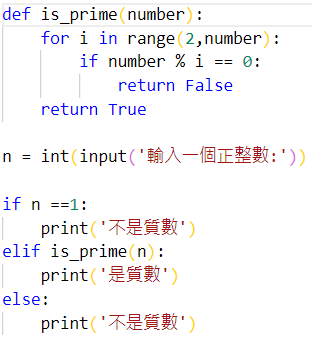 def is_prime(number):
    for i in range(2,number):
        if number % i == 0:
            return False
    return True

n = int(input('輸入一個正整數:'))

if n ==1:
    print('不是質數')
elif is_prime(n):
    print('是質數')
else:
    print('不是質數')